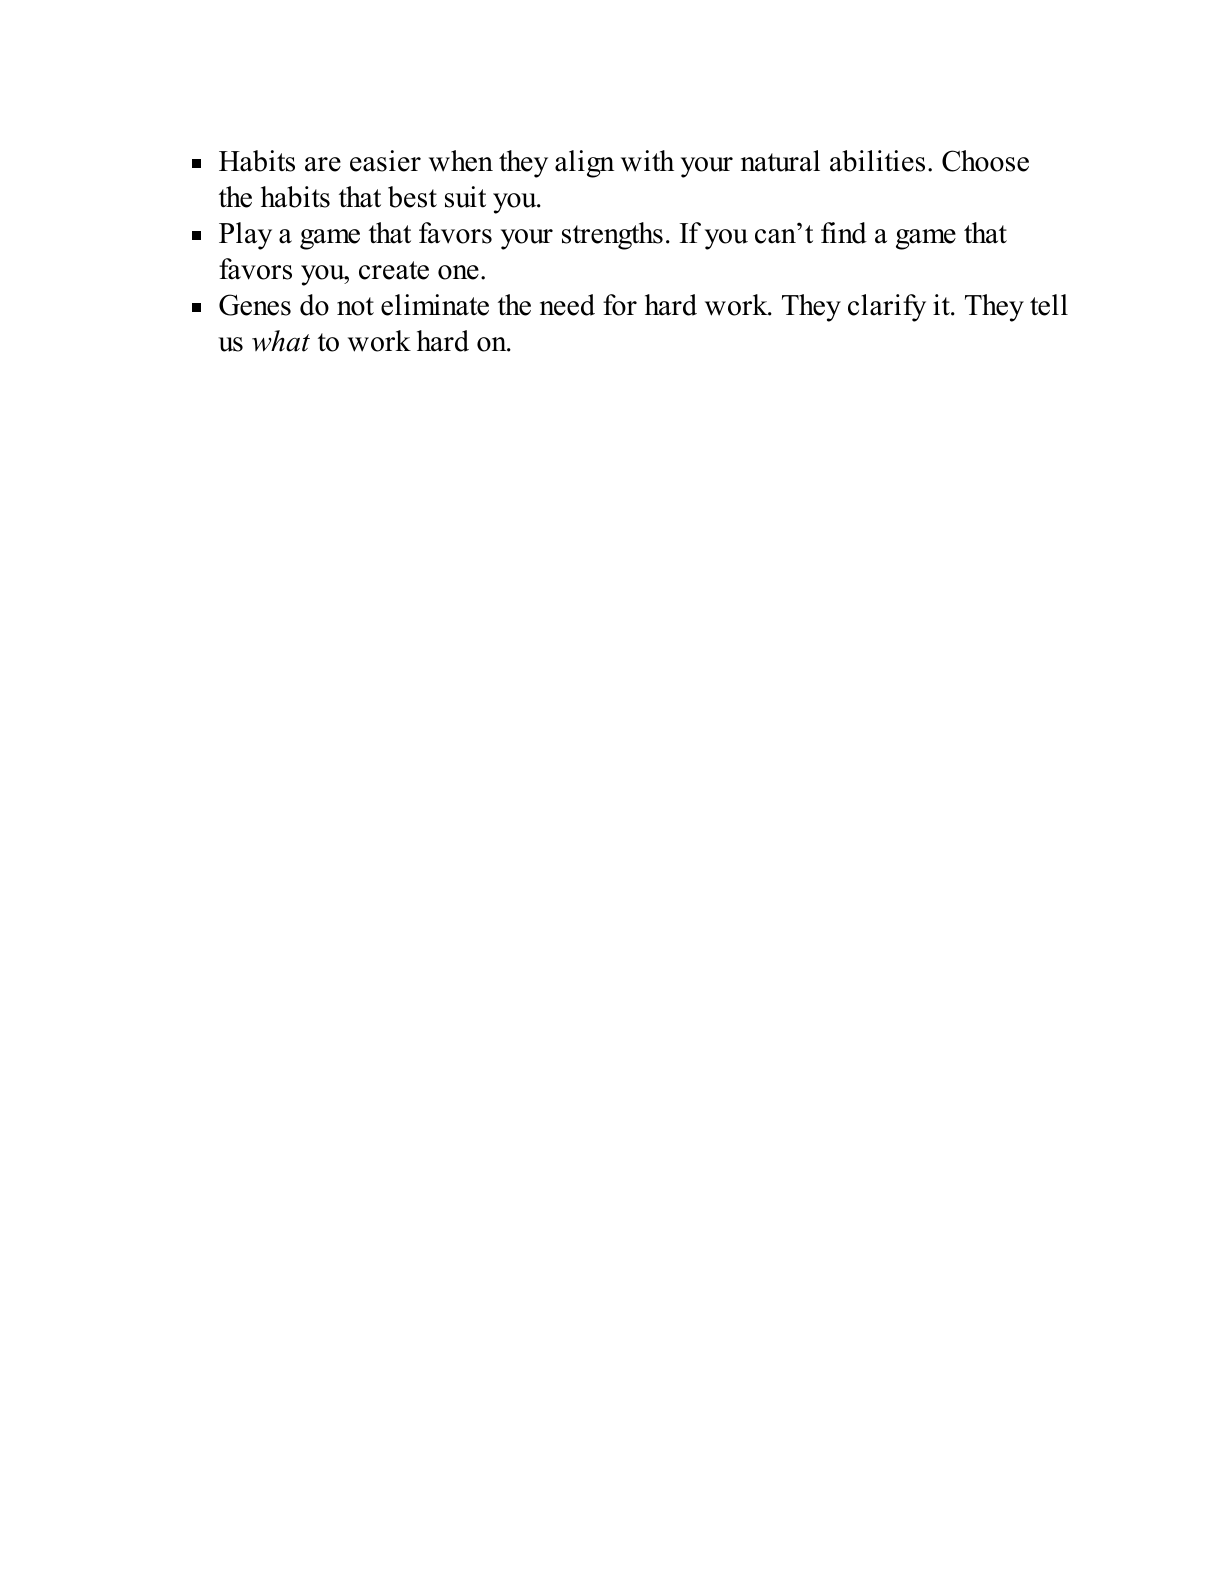 ▪ Habits are easier when they align with your natural abilities. Choose
the habits that best suit you.
▪ Play a game that favors your strengths. If you can’t find a game that
favors you, create one.
▪ Genes do not eliminate the need for hard work. They clarify it. They tell
us what to work hard on.